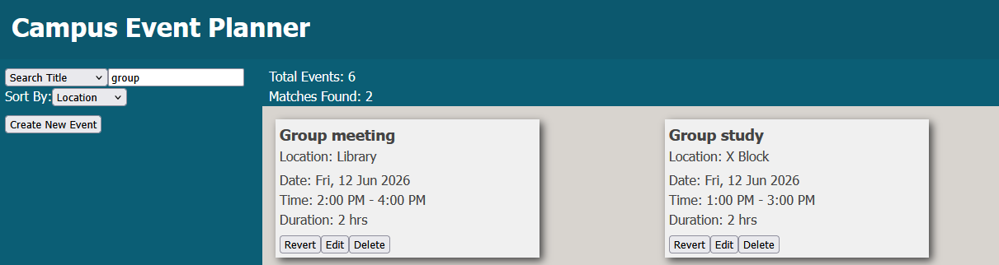 Campus Event Planner
Search Title group
Sort By: Location
Create New Event
Total Events: 6
Matches Found: 2
Group meeting
Location: Library
Date: Fri, 12 Jun 2026
Time: 2:00 PM - 4:00 PM
Duration: 2 hrs
Revert Edit Delete
Group study
Location: X Block
Date: Fri, 12 Jun 2026
Time: 1:00 PM - 3:00 PM
Duration: 2 hrs
Revert Edit Delete